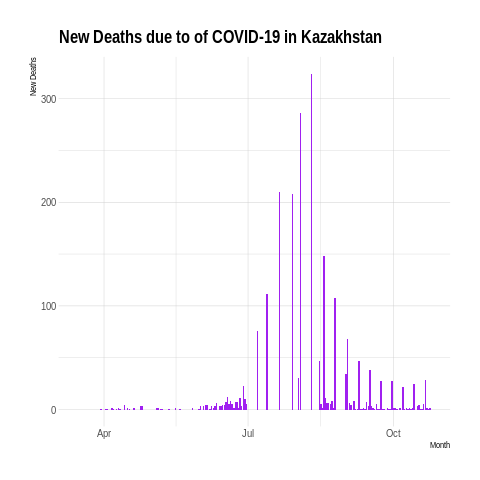 New Deaths due to of COVID-19 in Kazakhstan
New Deaths
300
200
100
0
Apr
Jul
Oct
Month